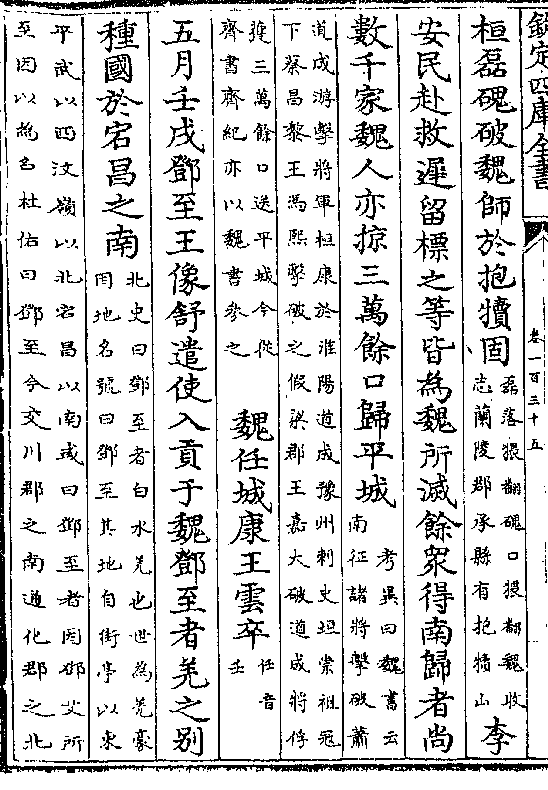 欽定四庫全書
卷一百三十五
桓磊磈破魏師於抱犢固
磊落猥翻磈口猥翻魏收
志蘭陵郡承縣有抱犢山
李
安民赴救遲留標之等皆為魏所滅餘衆得南歸者尚
數千家魏人亦掠三萬餘口歸平城
考異曰魏書云
南征諸將擊破蕭
道成游擊將軍桓康於淮陽道成豫州刺史垣崇祖冦
下蔡昌黎王馮熙擊破之假梁郡王嘉大破道成將俘
獲三萬餘口送平城今從
齊書齊紀亦以魏書參之
魏任城康王雲卒
任音
壬
五月壬戌鄧至王像舒遣使入貢于魏鄧至者羌之别
種國於宕昌之南
北史曰鄧至者白水羌也世為羌豪
因地名號曰鄧至其地自街亭以東
平武以西汶嶺以北宕昌以南或曰鄧至者因鄧艾所
至因以為名杜佑曰鄧至今交川郡之南通化郡之北